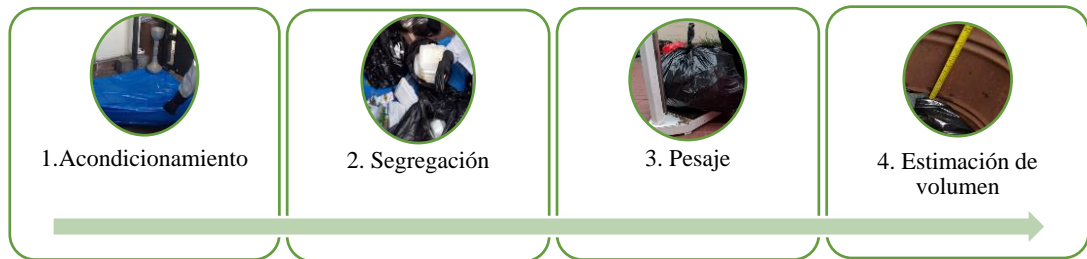 1.Acondicionamiento
2. Segregación
3. Pesaje
4. Estimación de
volumen